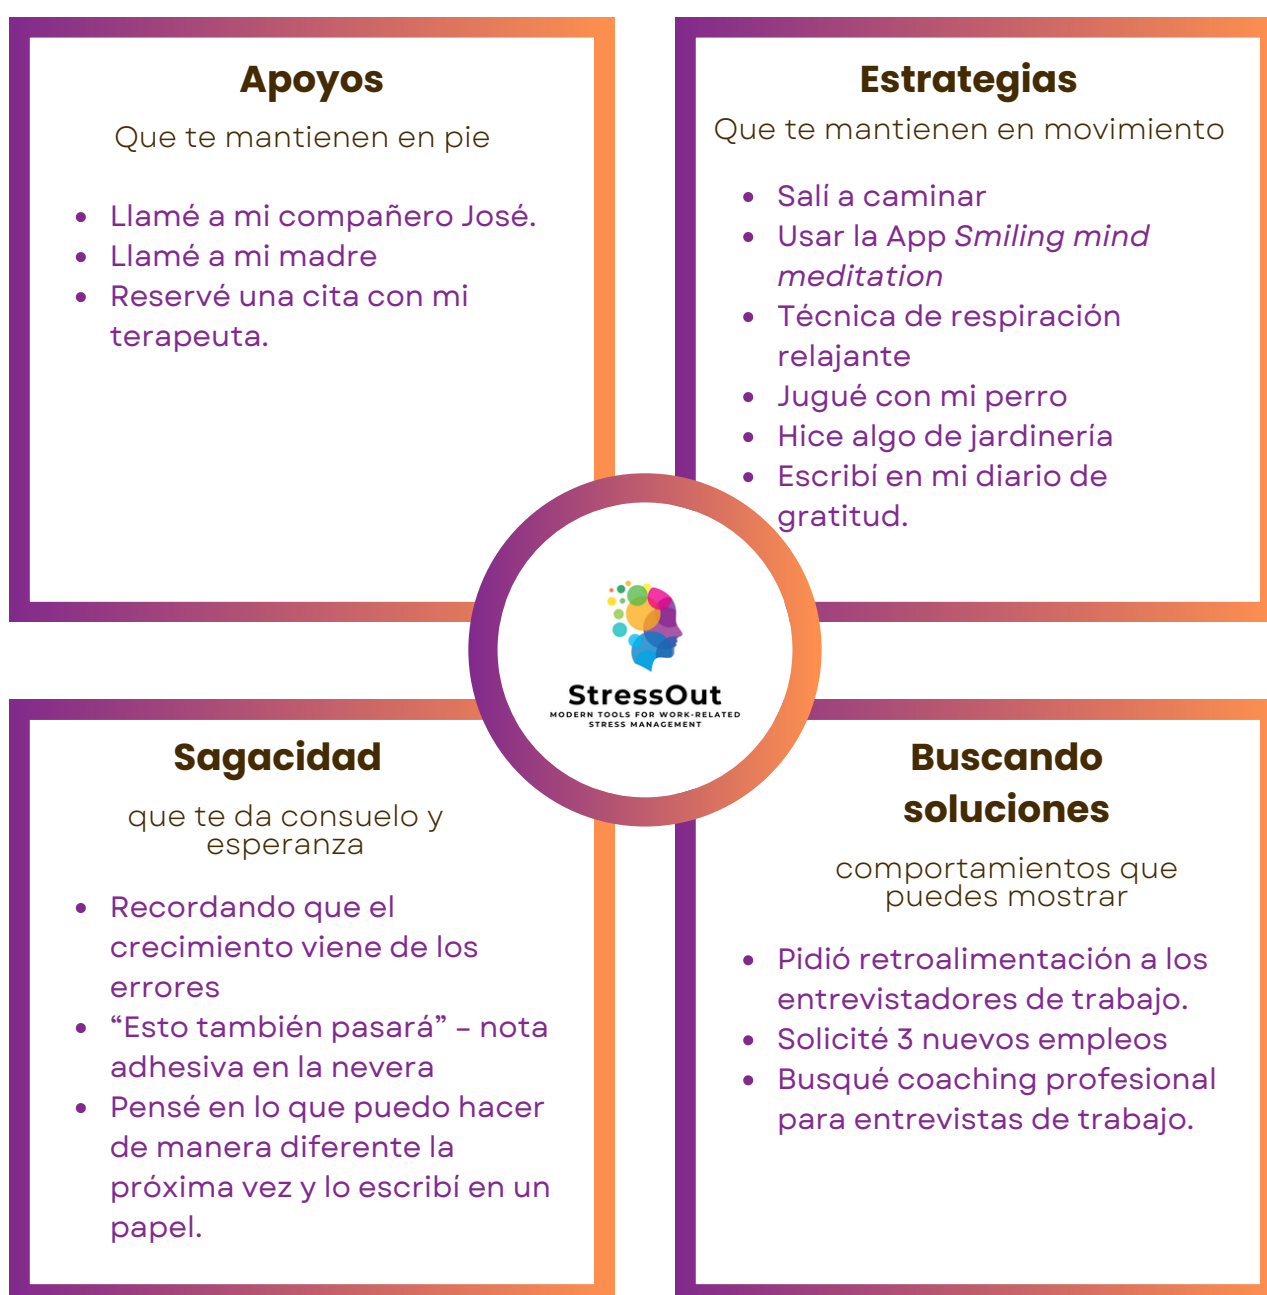 Apoyos
Que te mantienen en pie
• Llamé a mi compañero José.
• Llamé a mi madre
• Reservé una cita con mi
terapeuta.
Estrategias
Que te mantienen en movimiento
• Salí a caminar
• Usar la App Smiling mind
meditation
• Técnica de respiración
relajante
• Jugué con mi perro
• Hice algo de jardinería
• Escribí en mi diario de
gratitud.
StressOut
MODERN TOOLS FOR WORK-RELATED
STRESS MANAGEMENT
Sagacidad
que te da consuelo y
esperanza
• Recordando que el
crecimiento viene de los
errores
• “Esto también pasará” – nota
adhesiva en la nevera
• Pensé en lo que puedo hacer
de manera diferente la
próxima vez y lo escribí en un
papel.
Buscando
soluciones
comportamientos que
puedes mostrar
• Pidió retroalimentación a los
entrevistadores de trabajo.
• Solicité 3 nuevos empleos
• Busqué coaching profesional
para entrevistas de trabajo.